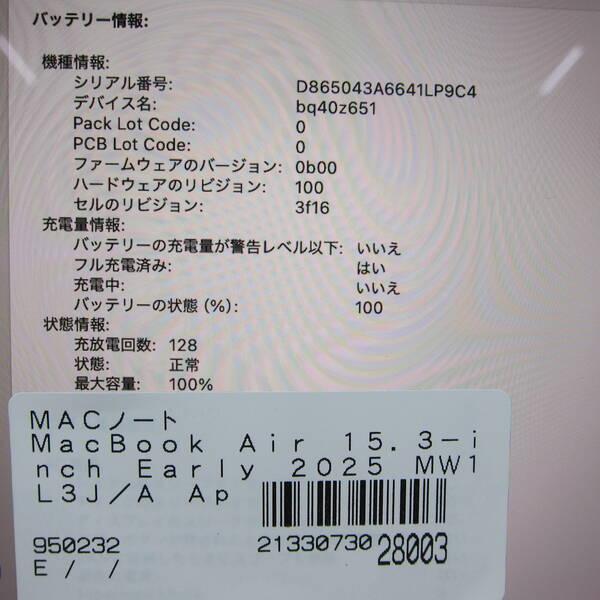 バッテリー情報:
機種情報:
シリアル番号: D865043A6641LP9C4
デバイス名: bq40z651
Pack Lot Code: 0
PCB Lot Code: 0
ファームウェアのバージョン: 0b00
ハードウェアのリビジョン: 100
セルのリビジョン: 3f16
充電量情報:
バッテリーの充電量が警告レベル以下: いいえ
フル充電済み: はい
充電中: いいえ
バッテリーの状態 (%): 100
状態情報:
充放電回数: 128
状態: 正常
最大容量: 100%
MACノート
MacBook Air 15.3-i
nch Early 2025 MW1
L3J/A Ap
950232 21330730 28003
E / /